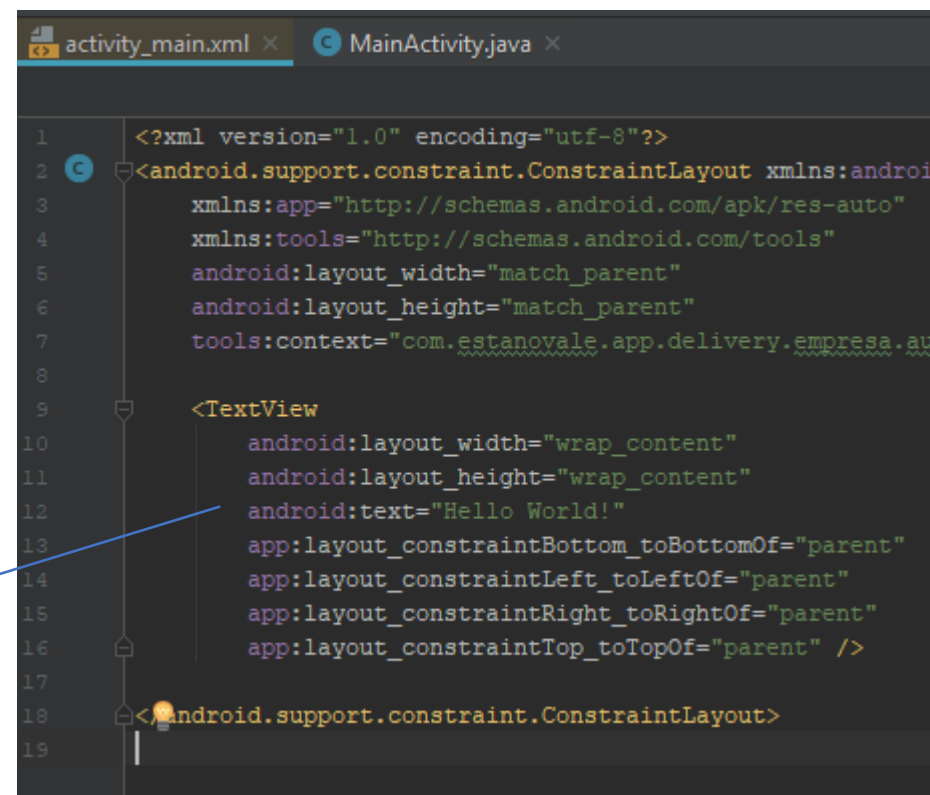 activity_main.xml MainActivity.java
1 <?xml version="1.0" encoding="utf-8"?>
2 <android.support.constraint.ConstraintLayout
3 xmlns:app="http://schemas.android.com/apk/res-auto"
4 xmlns:tools="http://schemas.android.com/tools"
5 android:layout_width="match_parent"
6 android:layout_height="match_parent"
7 tools:context="com.estanovale.app.delivery.empresa.
8
9 <TextView
10 android:layout_width="wrap_content"
11 android:layout_height="wrap_content"
12 android:text="Hello World!"
13 app:layout_constraintBottom_toBottomOf="parent"
14 app:layout_constraintLeft_toLeftOf="parent"
15 app:layout_constraintRight_toRightOf="parent"
16 app:layout_constraintTop_toTopOf="parent" />
17
18 </android.support.constraint.ConstraintLayout>
19